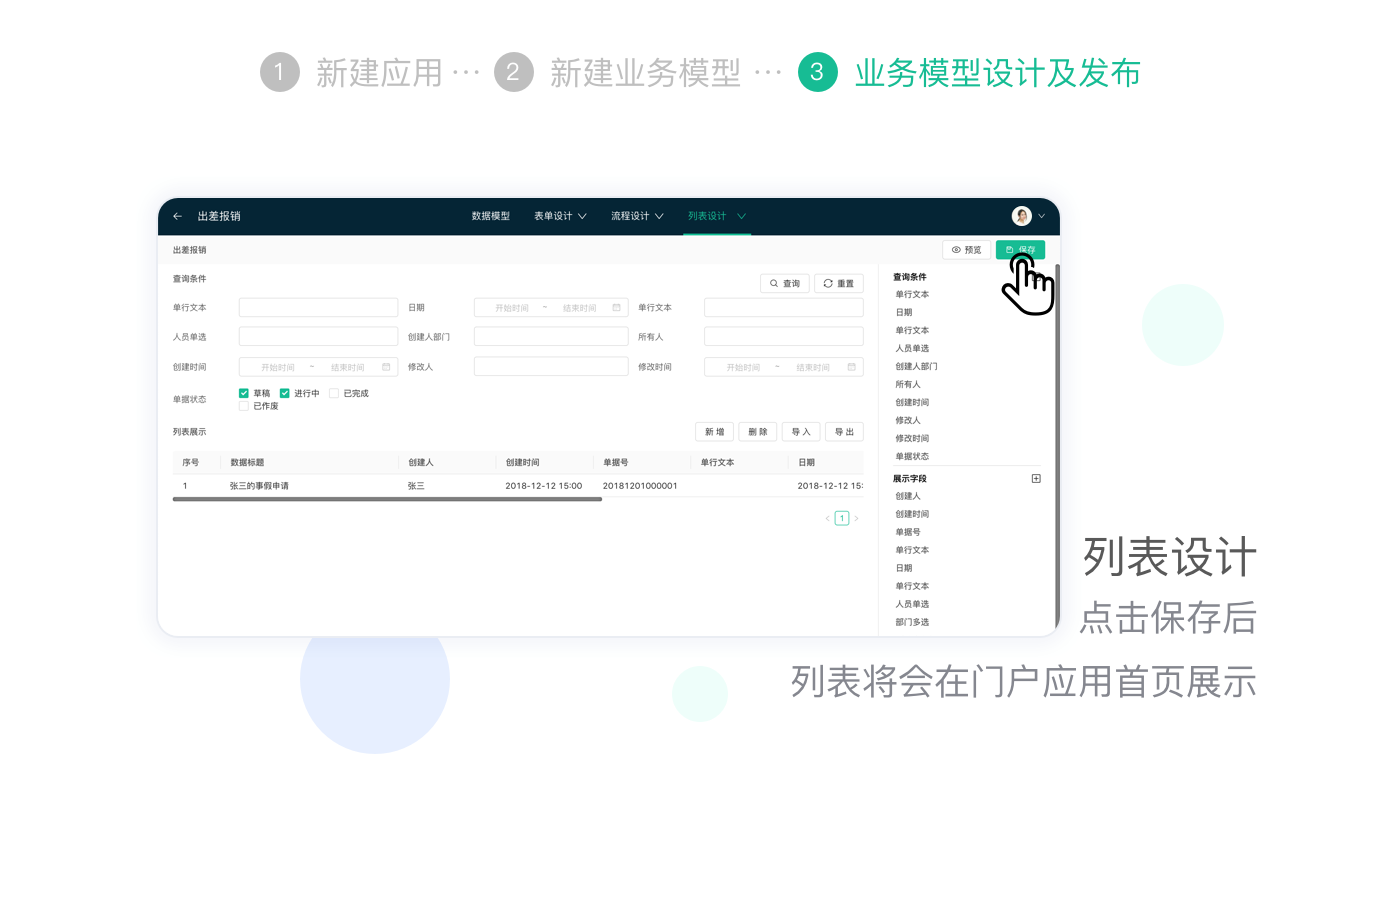 1 新建应用 ··· 2 新建业务模型 ··· 3 业务模型设计及发布
出差报销 数据模型 表单设计 流程设计 列表设计
出差报销 预览 保存
查询条件 查询 重置
单行文本 日期 开始时间 ~ 结束时间 单行文本
人员单选 创建人部门 所有人
创建时间 开始时间 ~ 结束时间 修改人 修改时间 开始时间 ~ 结束时间
单据状态 草稿 进行中 已完成
已作废
列表展示 新增 删除 导入 导出
序号 数据标题 创建人 创建时间 单据号 单行文本 日期
1 张三的事假申请 张三 2018-12-12 15:00 20181201000001 2018-12-12 15:
< 1 >
查询条件
单行文本
日期
单行文本
人员单选
创建人部门
所有人
创建时间
修改人
修改时间
单据状态
展示字段
创建人
创建时间
单据号
单行文本
日期
单行文本
人员单选
部门多选
列表设计
点击保存后
列表将会在门户应用首页展示